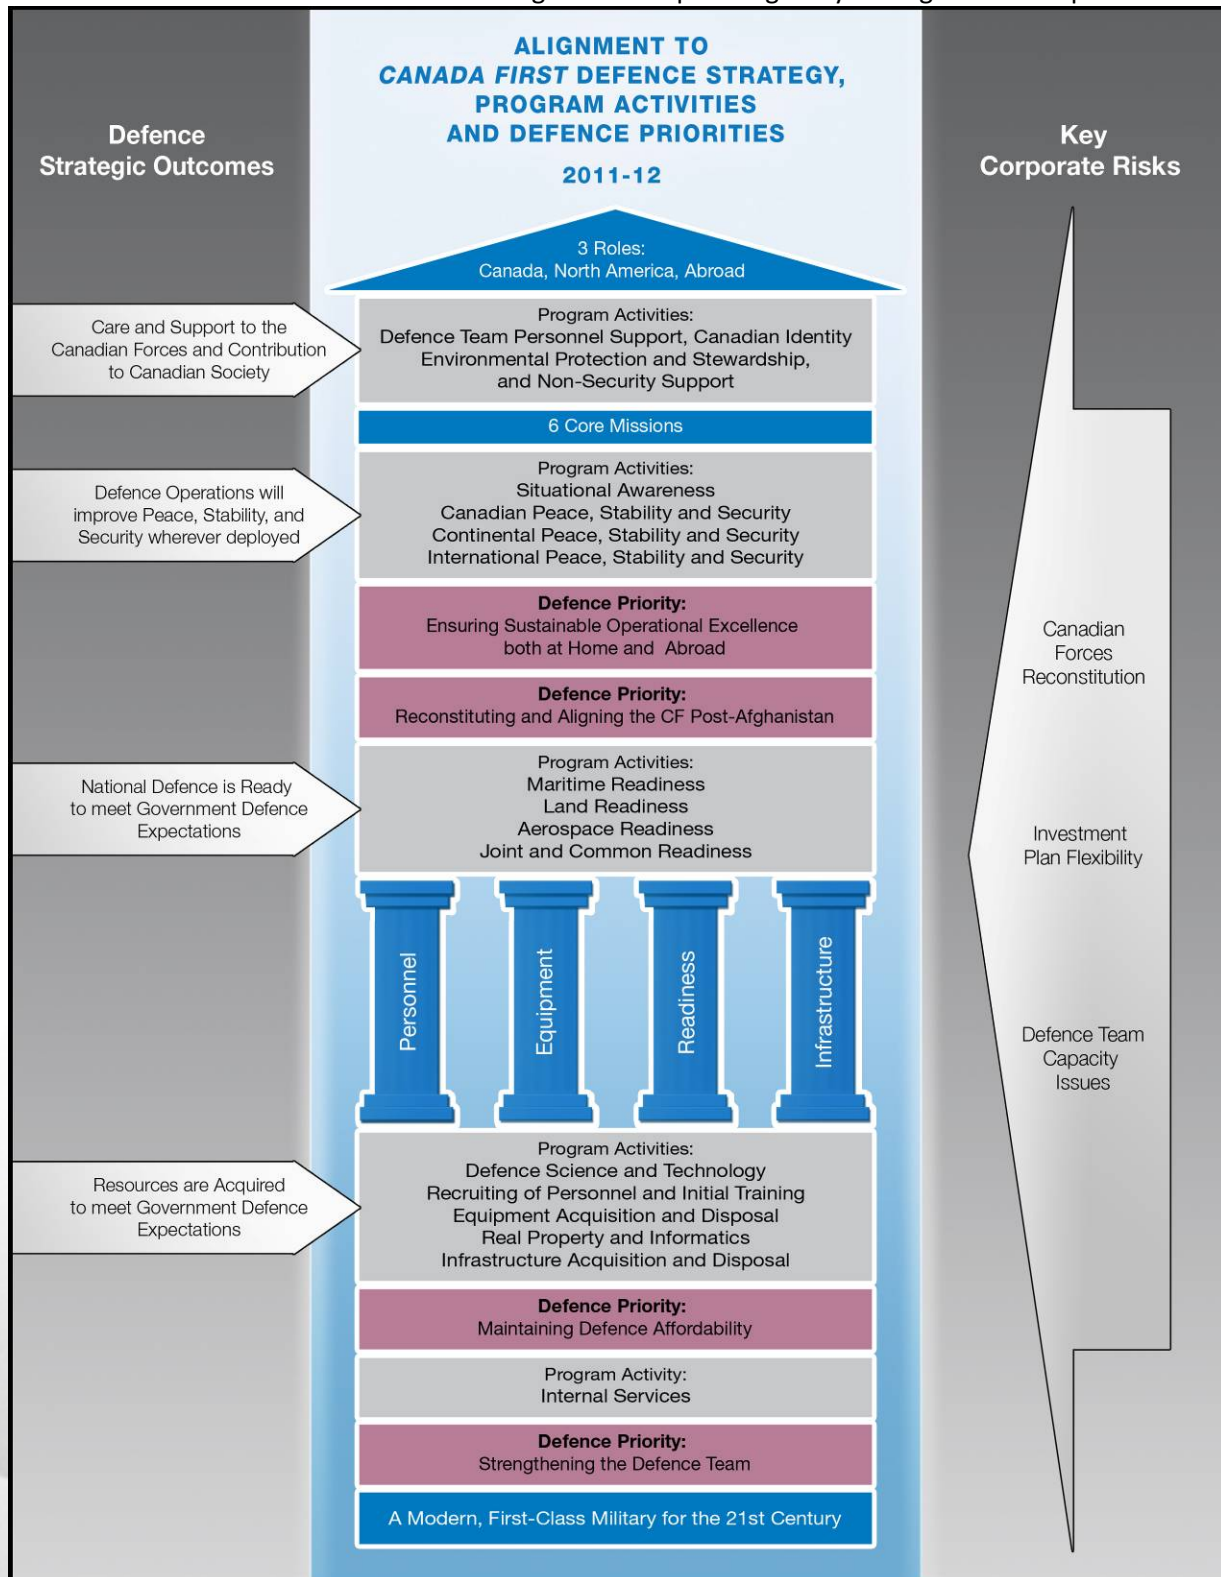 ALIGNMENT TO
CANADA FIRST DEFENCE STRATEGY,
PROGRAM ACTIVITIES
AND DEFENCE PRIORITIES
2011-12
Defence
Strategic Outcomes
Key
Corporate Risks
3 Roles:
Canada, North America, Abroad
Care and Support to the
Canadian Forces and Contribution
to Canadian Society
Program Activities:
Defence Team Personnel Support, Canadian Identity
Environmental Protection and Stewardship,
and Non-Security Support
6 Core Missions
Defence Operations will
improve Peace, Stability, and
Security wherever deployed
Program Activities:
Situational Awareness
Canadian Peace, Stability and Security
Continental Peace, Stability and Security
International Peace, Stability and Security
Defence Priority:
Ensuring Sustainable Operational Excellence
both at Home and Abroad
Defence Priority:
Reconstituting and Aligning the CF Post-Afghanistan
National Defence is Ready
to meet Government Defence
Expectations
Program Activities:
Maritime Readiness
Land Readiness
Aerospace Readiness
Joint and Common Readiness
Personnel
Equipment
Readiness
Infrastructure
Resources are Acquired
to meet Government Defence
Expectations
Program Activities:
Defence Science and Technology
Recruiting of Personnel and Initial Training
Equipment Acquisition and Disposal
Real Property and Informatics
Infrastructure Acquisition and Disposal
Defence Priority:
Maintaining Defence Affordability
Program Activity:
Internal Services
Defence Priority:
Strengthening the Defence Team
A Modern, First-Class Military for the 21st Century
Canadian
Forces
Reconstitution
Investment
Plan Flexibility
Defence Team
Capacity
Issues